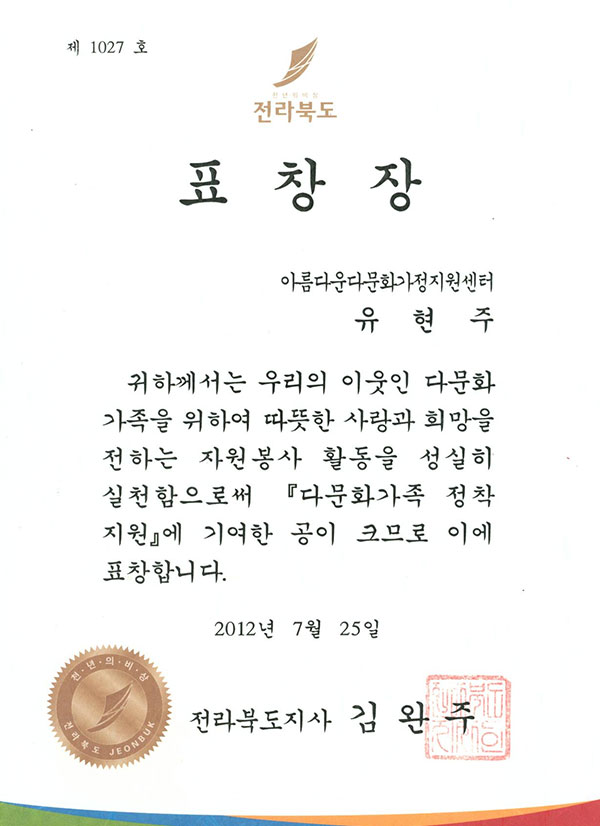 제 1027 호
천년의비상
전라북도
표 창 장
아름다운다문화가정지원센터
유 현 주
귀하께서는 우리의 이웃인 다문화
가족을 위하여 따뜻한 사랑과 희망을
전하는 자원봉사 활동을 성실히
실천함으로써 『다문화가족 정착
지원』에 기여한 공이 크므로 이에
표창합니다.
2012년 7월 25일
천·년·의·비·상
전라북도 JEONBUK
전라북도지사 김 완 주